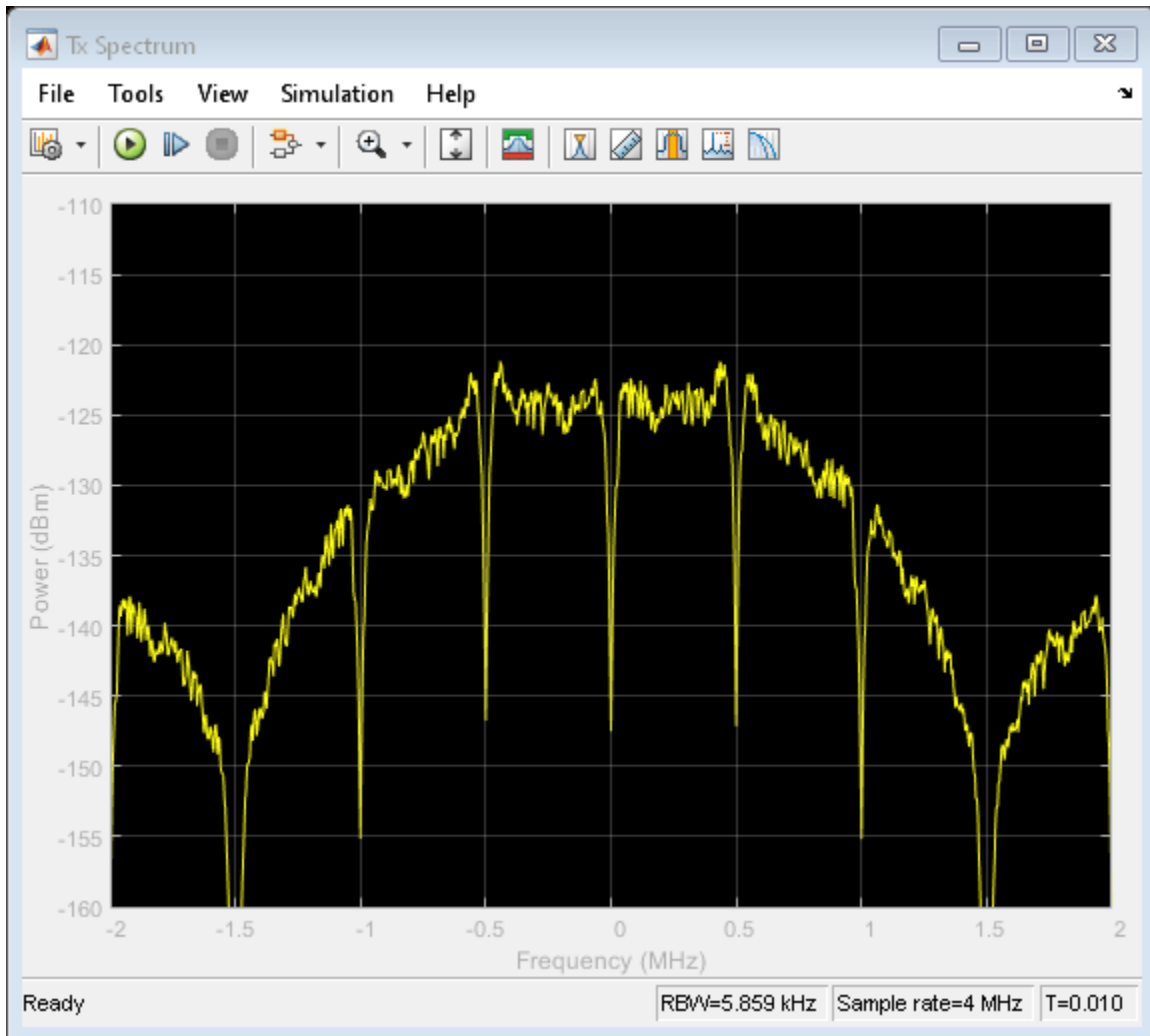 Tx Spectrum
File Tools View Simulation Help
-110
-115
-120
-125
-130
-135
-140
-145
-150
-155
-160
Power (dBm)
-2 -1.5 -1 -0.5 0 0.5 1 1.5 2
Frequency (MHz)
Ready RBW=5.859 kHz Sample rate=4 MHz T=0.010